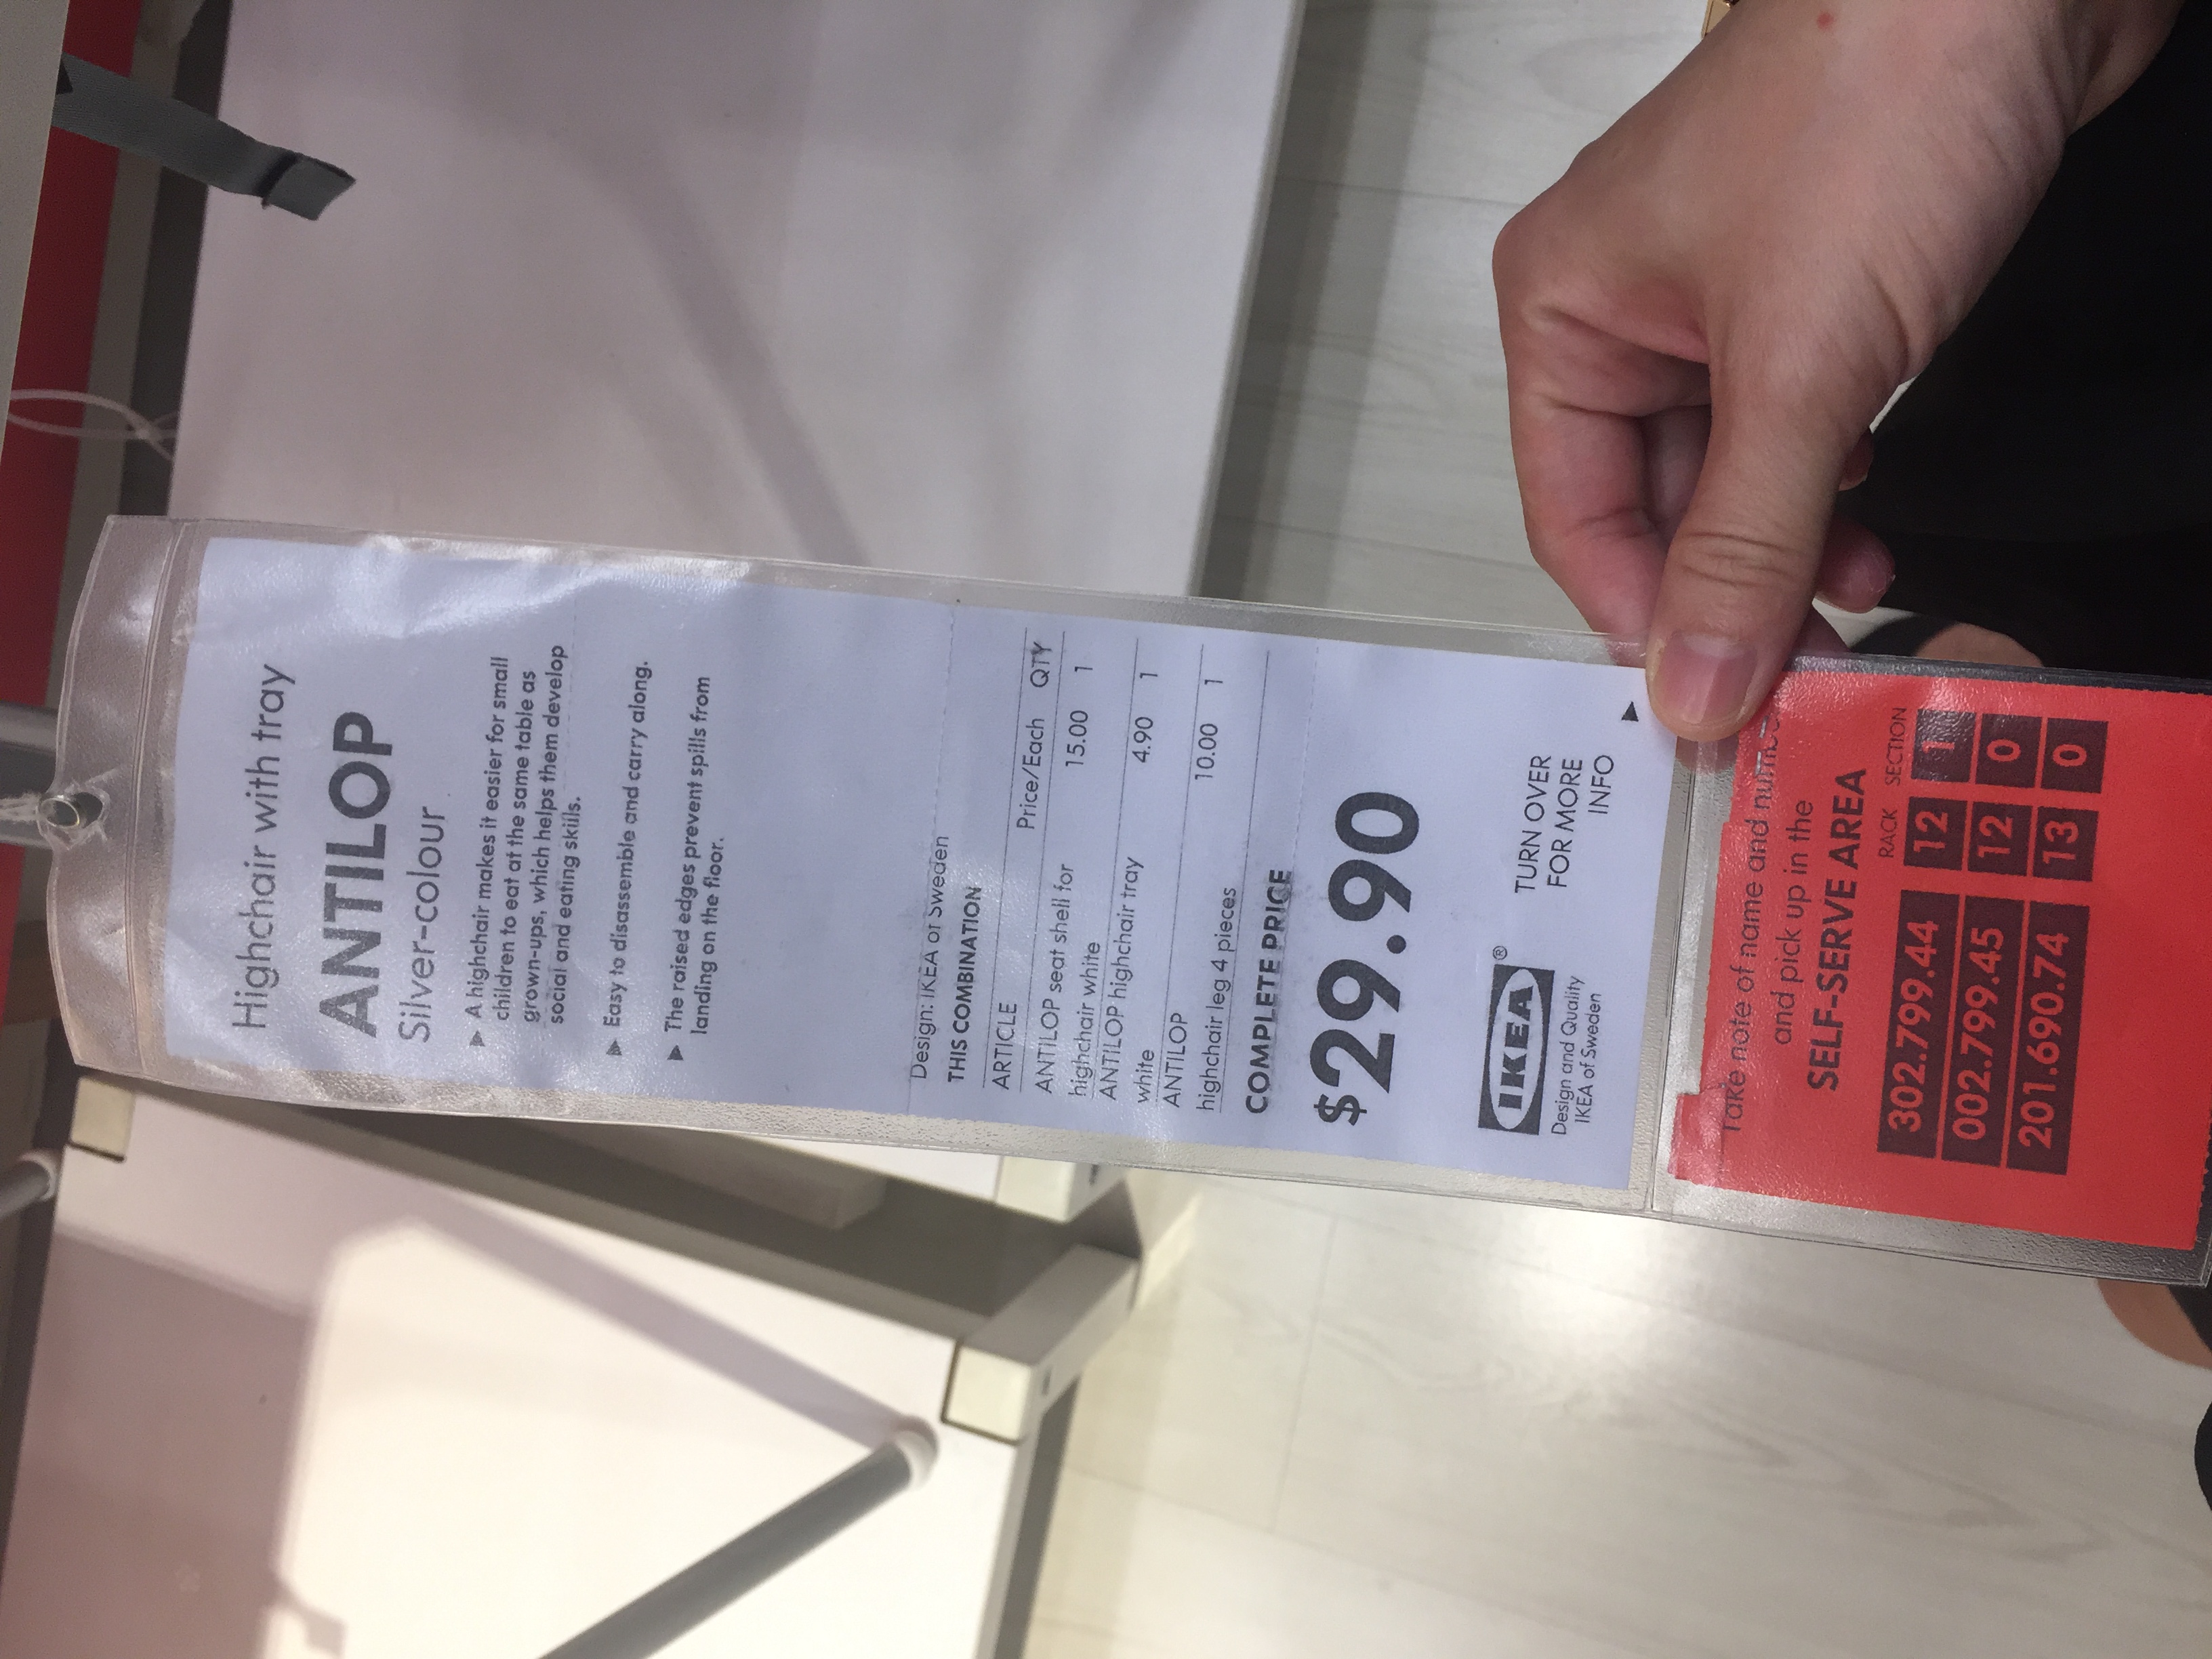 Highchair with tray
ANTILOP
Silver-colour
▶ A highchair makes it easier for small
children to eat at the same table as
grown-ups, which helps them develop
social and eating skills.
▶ Easy to disassemble and carry along.
▶ The raised edges prevent spills from
landing on the floor.
Design: IKEA of Sweden
THIS COMBINATION
ARTICLE Price/Each QTY
ANTILOP seat shell for 15.00 1
highchair white
ANTILOP highchair tray 4.90 1
white
ANTILOP 10.00 1
highchair leg 4 pieces
COMPLETE PRICE
$29.90
IKEA®
Design and Quality
IKEA of Sweden
TURN OVER
FOR MORE
INFO
▶
Take note of name and
and pick up in the
SELF-SERVE AREA
RACK SECTION
302.799.44 12 1
002.799.45 12 0
201.690.74 13 0